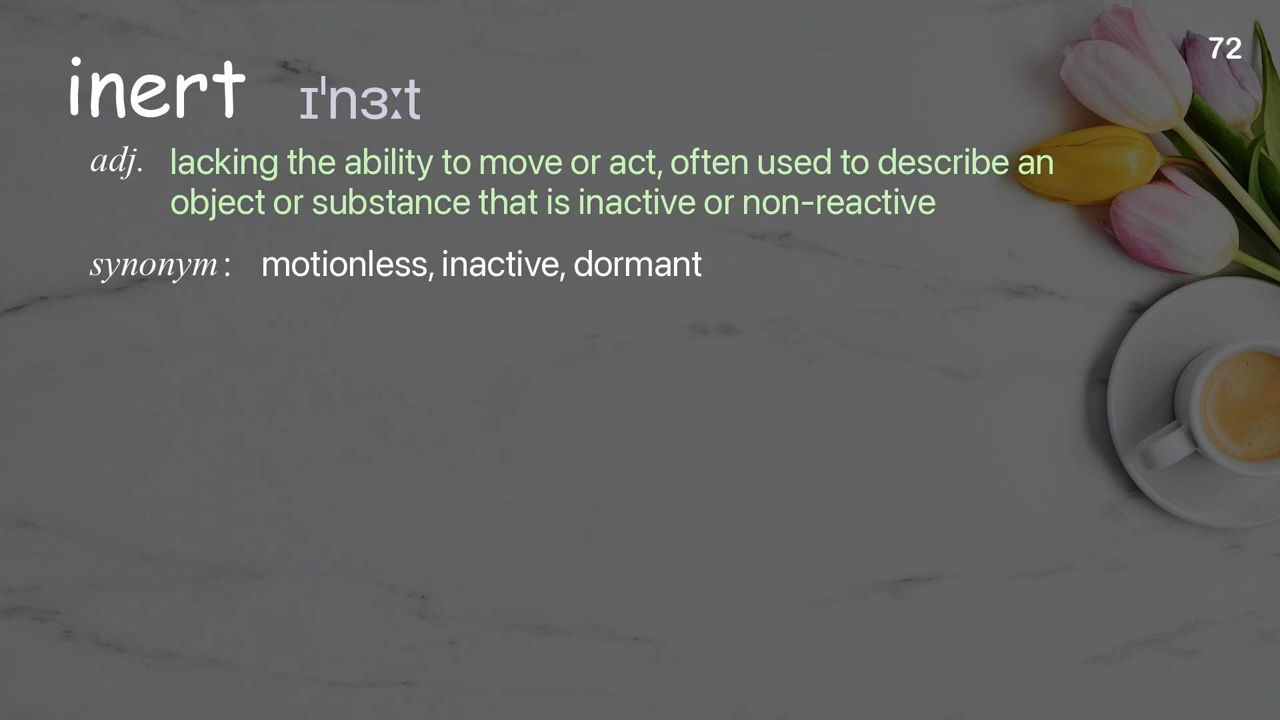 72
inert ɪˈnɜːt
adj. lacking the ability to move or act, often used to describe an
object or substance that is inactive or non-reactive
synonym : motionless, inactive, dormant